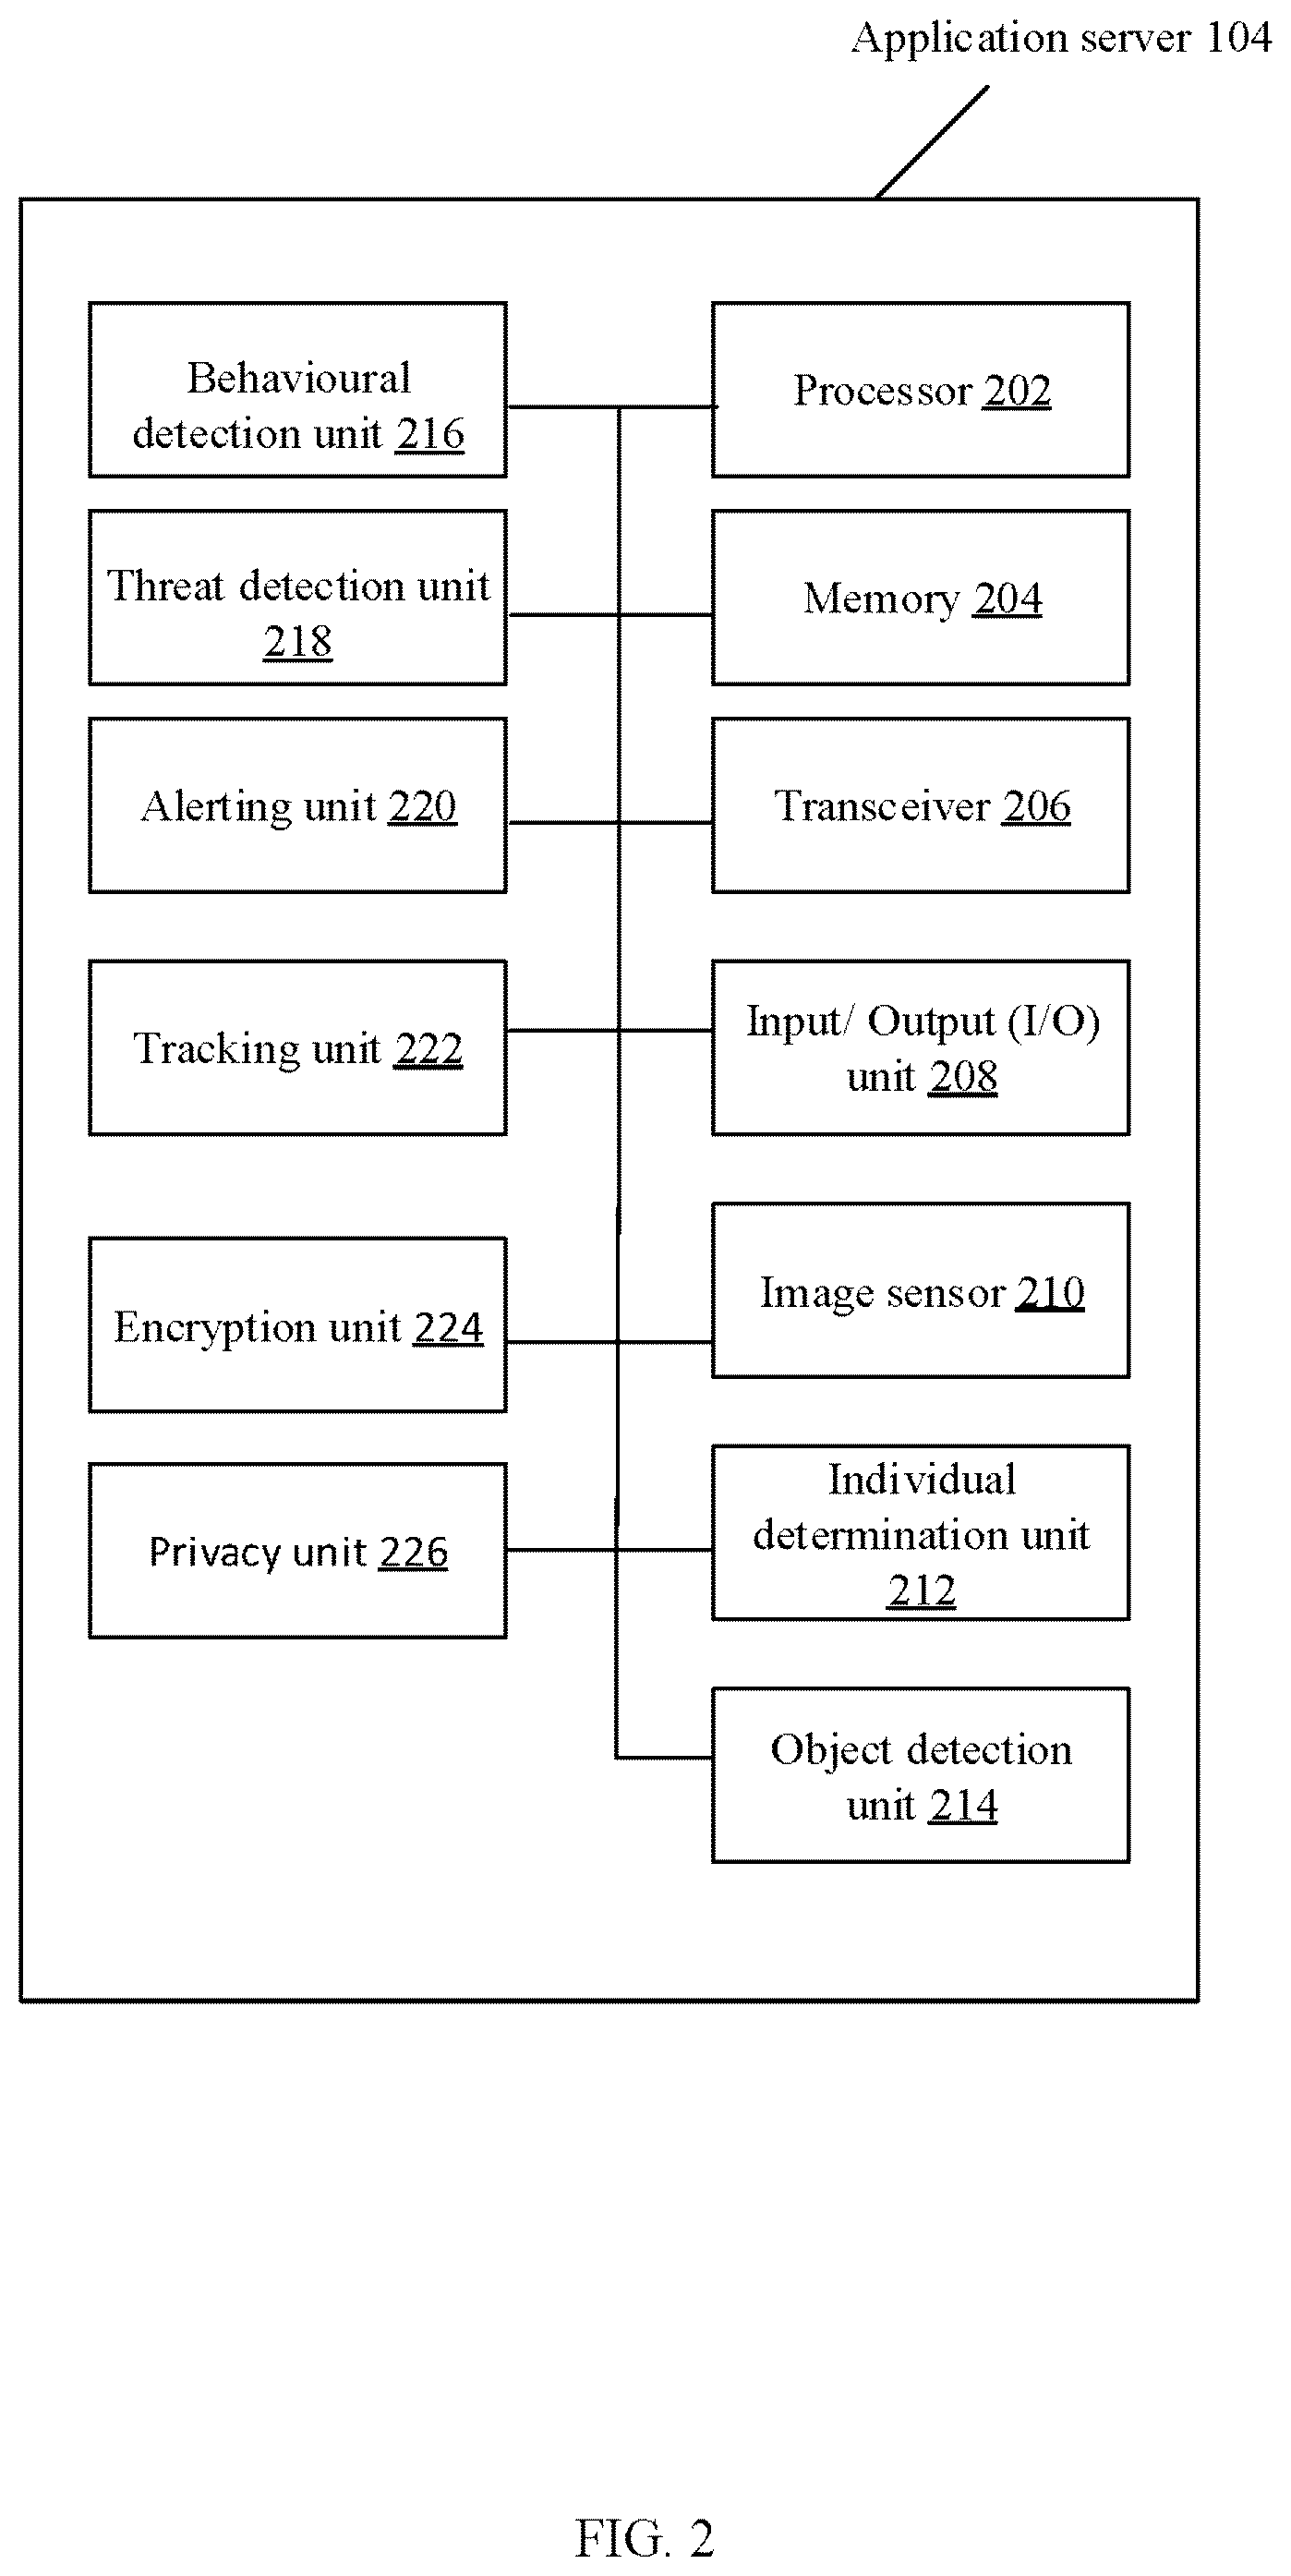 Application server 104
Behavioural
detection unit 216
Processor 202
Threat detection unit
218
Memory 204
Alerting unit 220
Transceiver 206
Tracking unit 222
Input/ Output (I/O)
unit 208
Encryption unit 224
Image sensor 210
Privacy unit 226
Individual
determination unit
212
Object detection
unit 214
FIG. 2